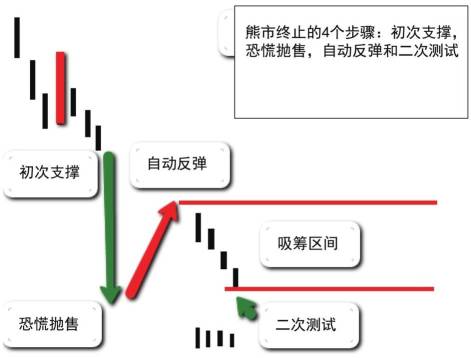 熊市终止的4个步骤：初次支撑，
恐慌抛售，自动反弹和二次测试
自动反弹
初次支撑
吸筹区间
恐慌抛售
二次测试